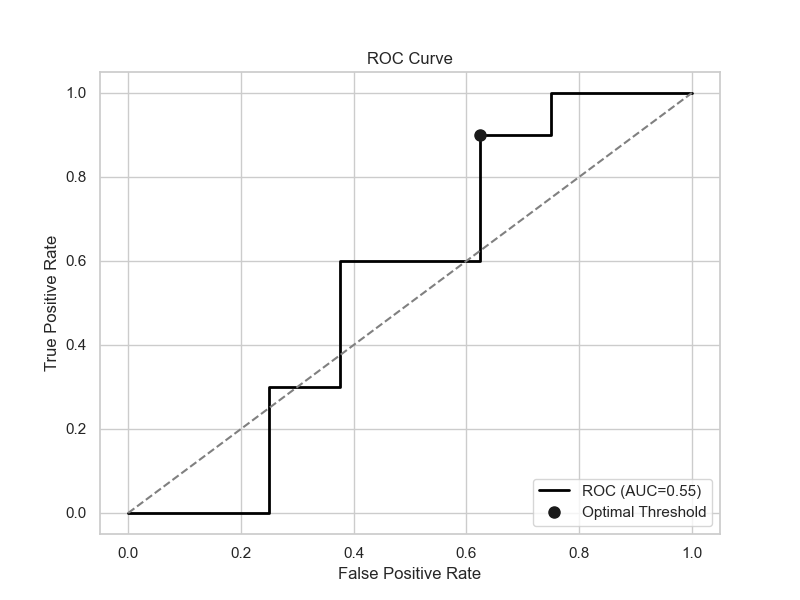 ROC Curve
1.0
0.8
0.6
0.4
0.2
0.0
True Positive Rate
0.0 0.2 0.4 0.6 0.8 1.0
False Positive Rate
ROC (AUC=0.55)
Optimal Threshold